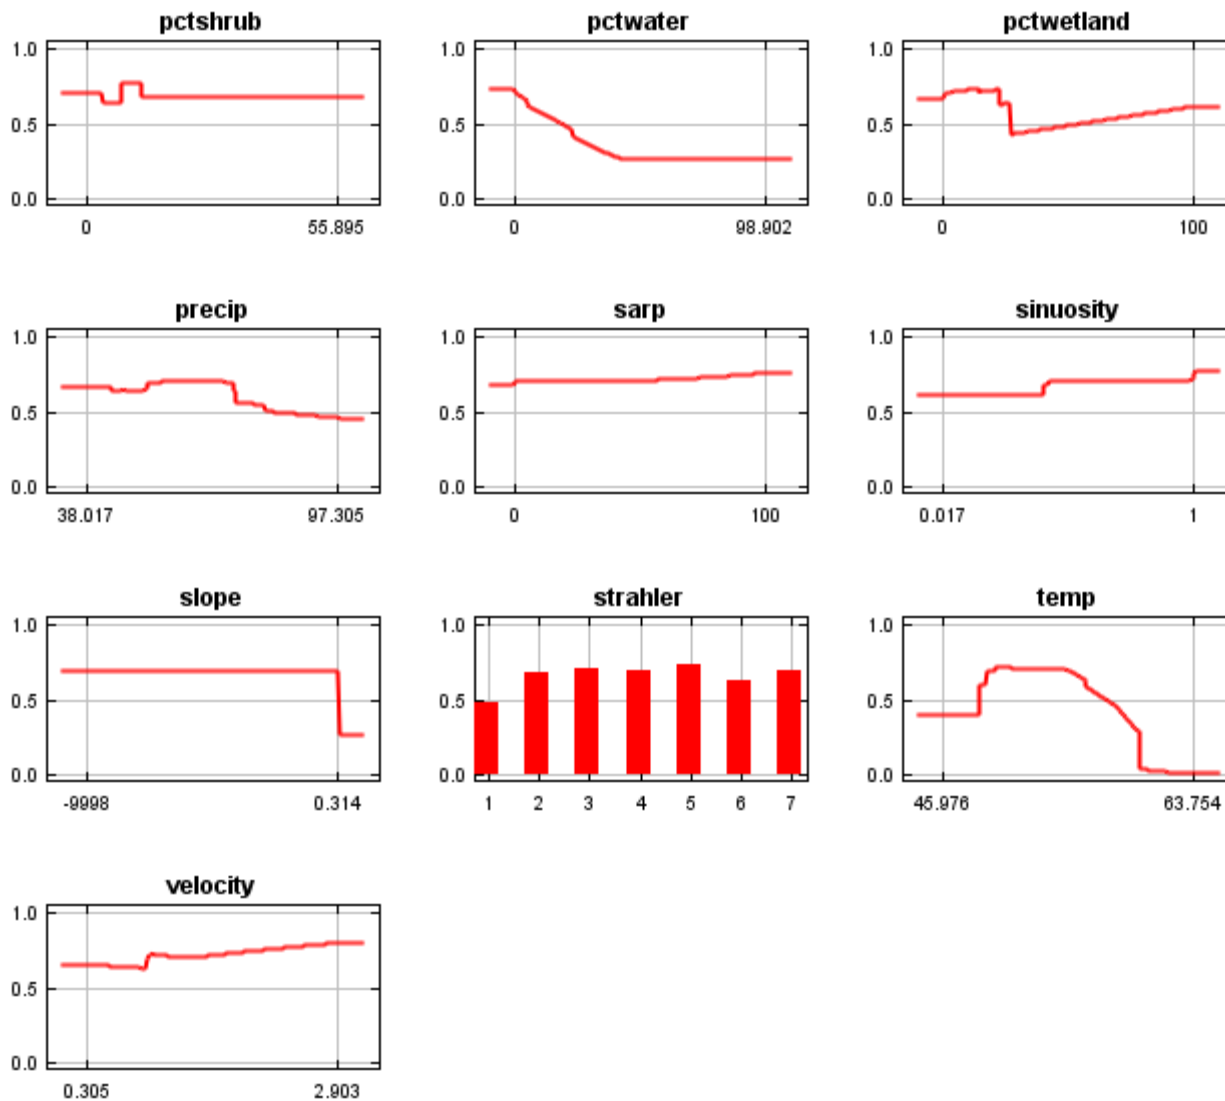 pctshrub pctwater pctwetland
1.0 1.0 1.0
0.5 0.5 0.5
0.0 0.0 0.0
0 55.895 0 98.902 0 100
precip sarp sinuosity
1.0 1.0 1.0
0.5 0.5 0.5
0.0 0.0 0.0
38.017 97.305 0 100 0.017 1
slope strahler temp
1.0 1.0 1.0
0.5 0.5 0.5
0.0 0.0 0.0
-9998 0.314 1 2 3 4 5 6 7 45.976 63.754
velocity
1.0
0.5
0.0
0.305 2.903